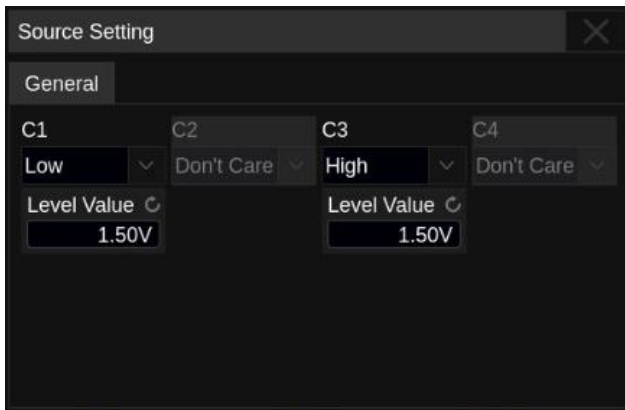 Source Setting
General
C1 C2 C3 C4
Low Don't Care High Don't Care
Level Value Level Value
1.50V 1.50V